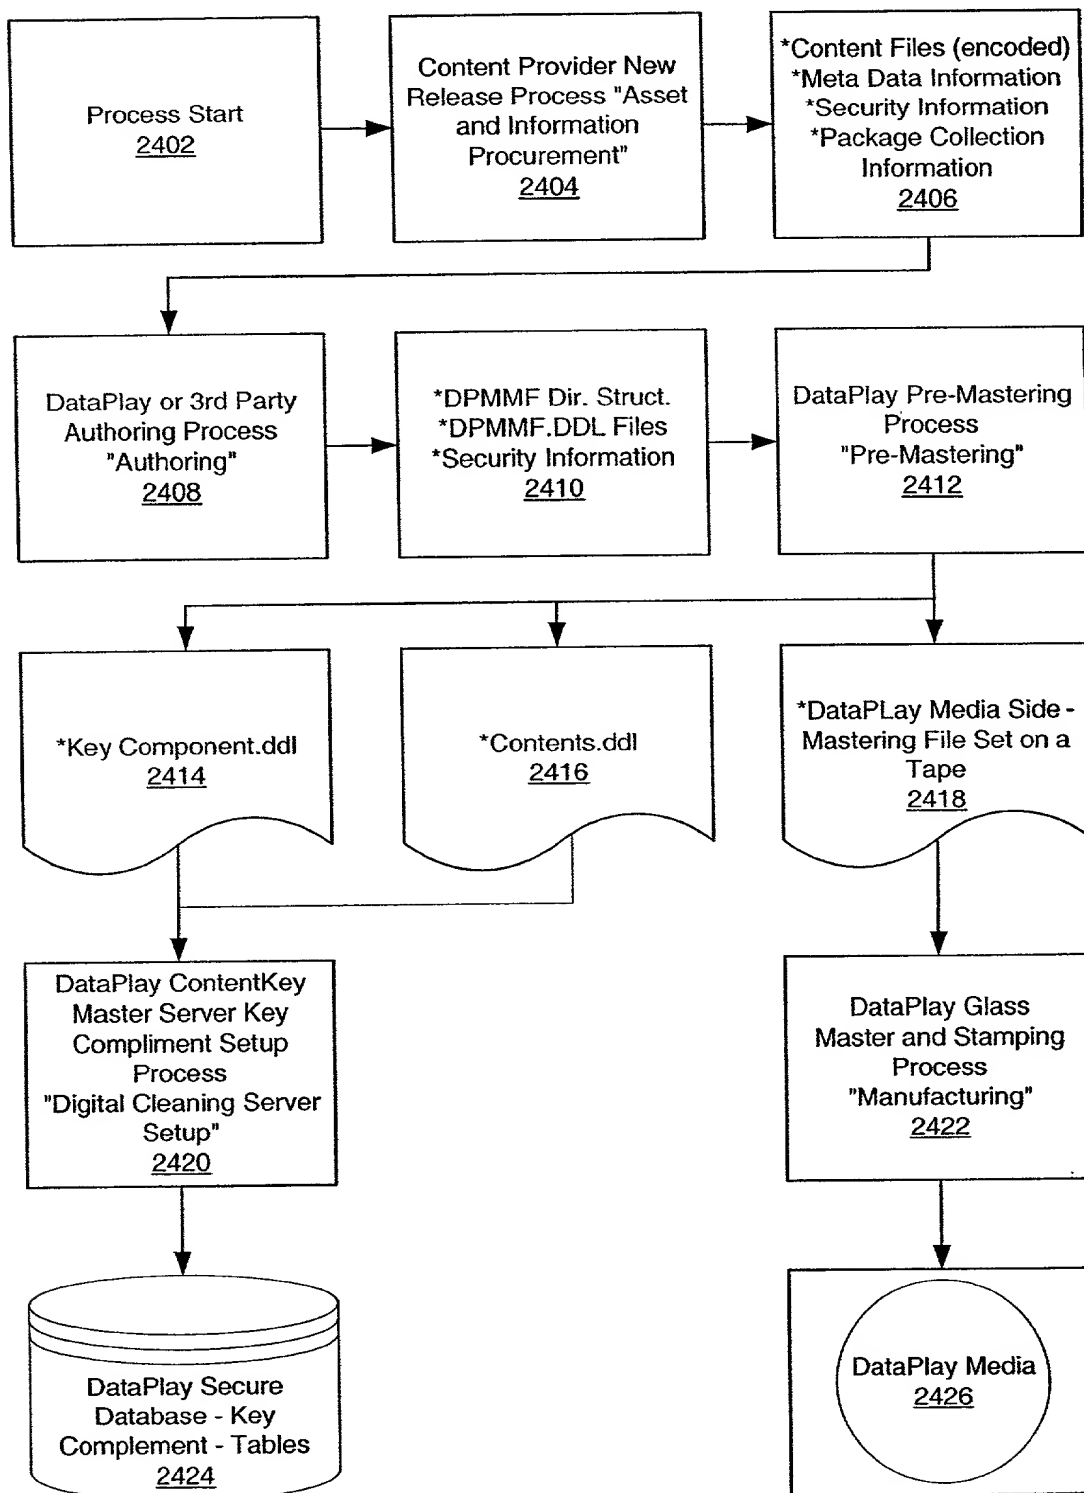 Process Start
2402
Content Provider New
Release Process "Asset
and Information
Procurement"
2404
*Content Files (encoded)
*Meta Data Information
*Security Information
*Package Collection
Information
2406
DataPlay or 3rd Party
Authoring Process
"Authoring"
2408
*DPMMF Dir. Struct.
*DPMMF.DDL Files
*Security Information
2410
DataPlay Pre-Mastering
Process
"Pre-Mastering"
2412
*Key Component.ddl
2414
*Contents.ddl
2416
*DataPLay Media Side -
Mastering File Set on a
Tape
2418
DataPlay ContentKey
Master Server Key
Compliment Setup
Process
"Digital Cleaning Server
Setup"
2420
DataPlay Glass
Master and Stamping
Process
"Manufacturing"
2422
DataPlay Secure
Database - Key
Complement - Tables
2424
DataPlay Media
2426